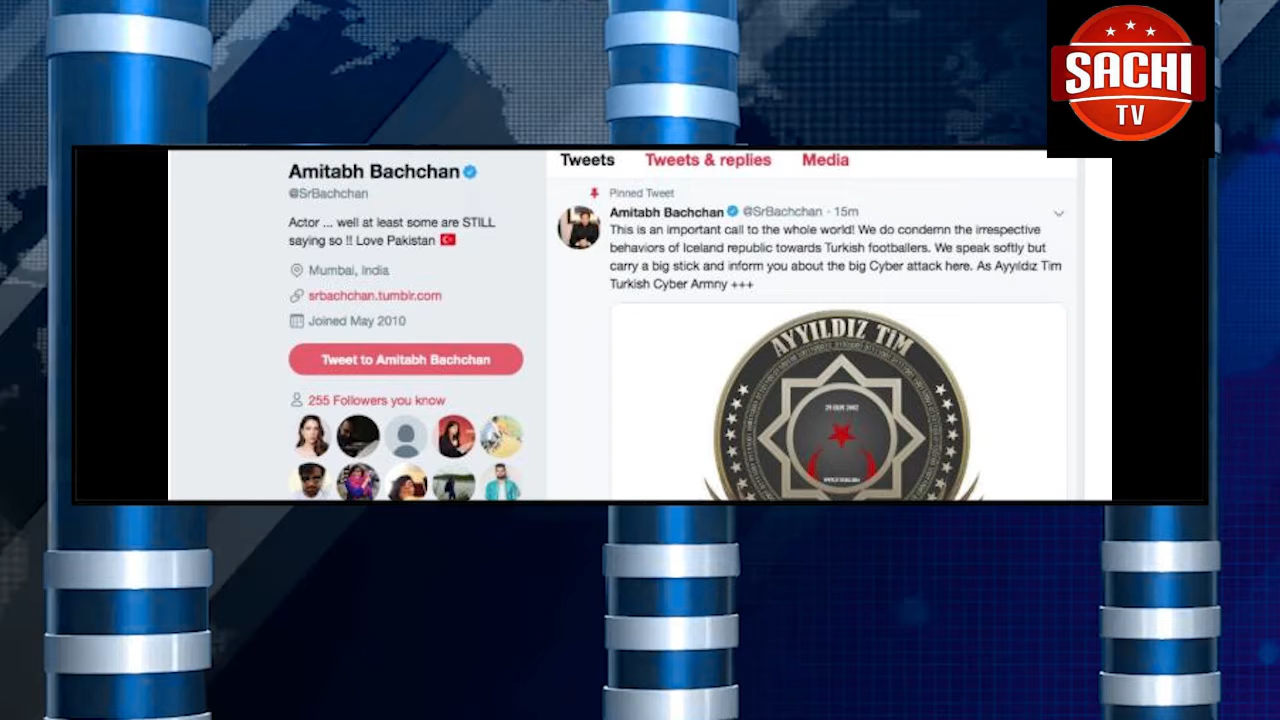 SACHI
TV
Amitabh Bachchan
@SrBachchan
Actor ... well at least some are STILL
saying so !! Love Pakistan
Mumbai, India
srbachchan.tumblr.com
Joined May 2010
Tweet to Amitabh Bachchan
255 Followers you know
Tweets Tweets & replies Media
Pinned Tweet
Amitabh Bachchan @SrBachchan · 15m
This is an important call to the whole world! We do condemn the irrespective
behaviors of Iceland republic towards Turkish footballers. We speak softly but
carry a big stick and inform you about the big Cyber attack here. As Ayyıldız Tim
Turkish Cyber Armny +++
AYYILDIZ TIM